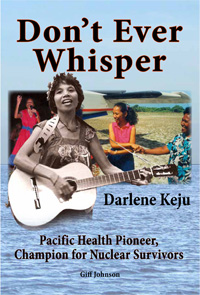 Don't Ever
Whisper
Darlene Keju
Pacific Health Pioneer,
Champion for Nuclear Survivors
Giff Johnson